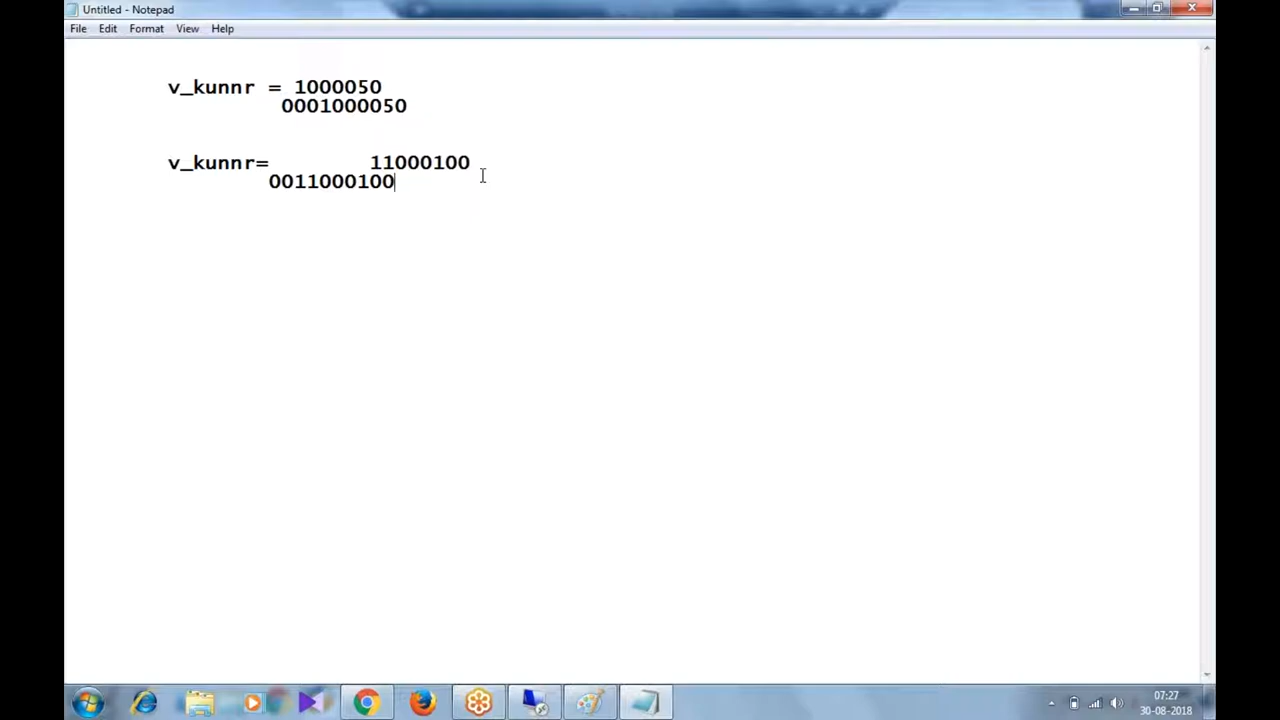 Untitled - Notepad
File Edit Format View Help
v_kunnr = 1000050
0001000050
v_kunnr= 11000100
0011000100
07:27
30-08-2018